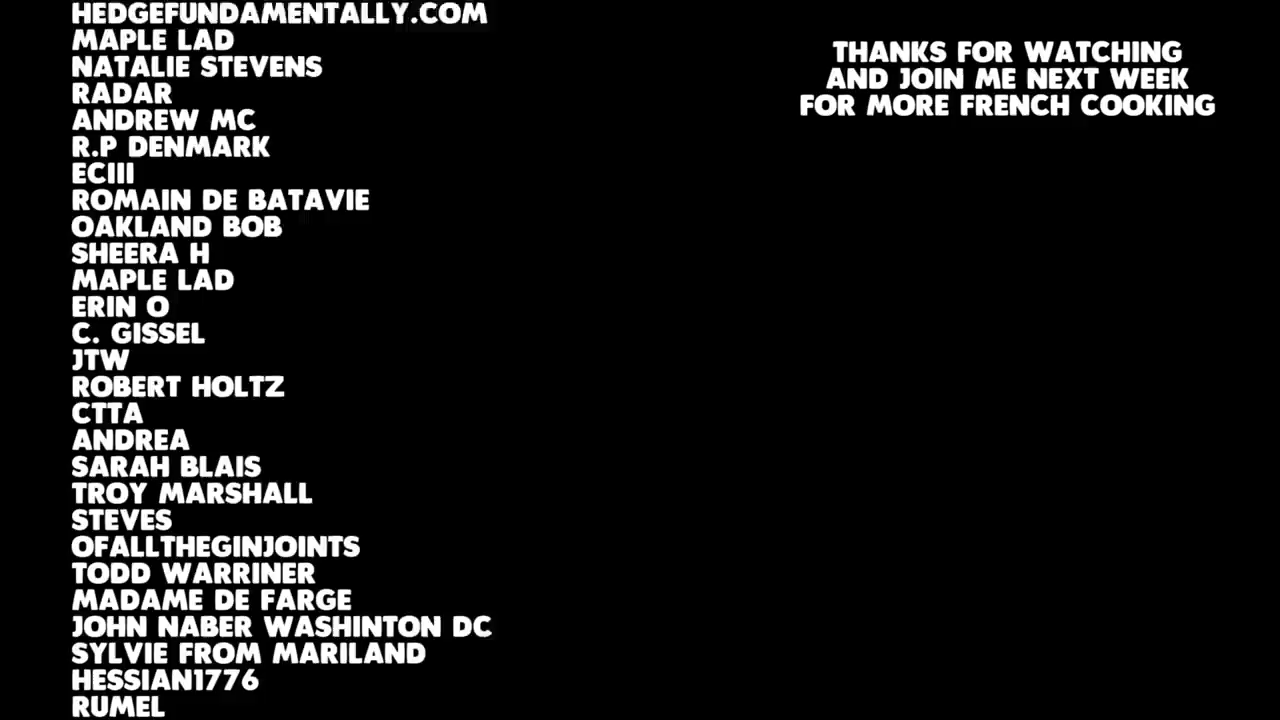 HEDGEFUNDAMENTALLY.COM
MAPLE LAD
NATALIE STEVENS
RADAR
ANDREW MC
R.P DENMARK
ECIII
ROMAIN DE BATAVIE
OAKLAND BOB
SHEERA H
MAPLE LAD
ERIN O
C. GISSEL
JTW
ROBERT HOLTZ
CTTA
ANDREA
SARAH BLAIS
TROY MARSHALL
STEVES
OFALLTHEGINJOINTS
TODD WARRINER
MADAME DE FARGE
JOHN NABER WASHINTON DC
SYLVIE FROM MARILAND
HESSIAN1776
RUMEL
THANKS FOR WATCHING
AND JOIN ME NEXT WEEK
FOR MORE FRENCH COOKING